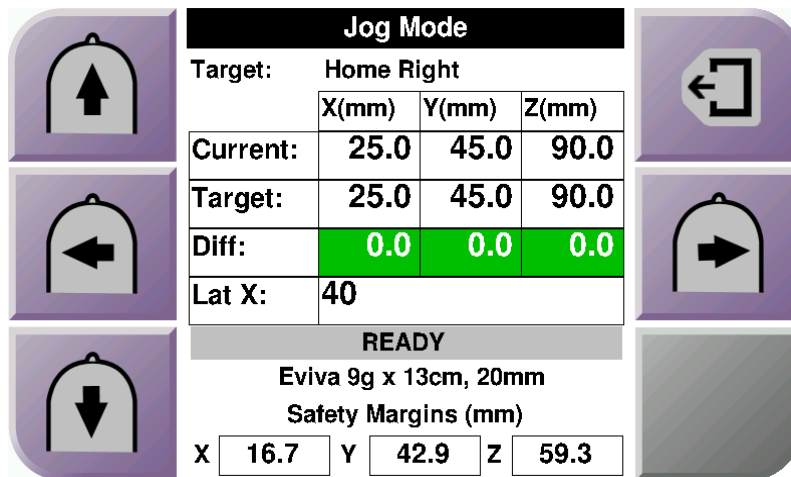 Jog Mode
Target: Home Right
X(mm) Y(mm) Z(mm)
Current: 25.0 45.0 90.0
Target: 25.0 45.0 90.0
Diff: 0.0 0.0 0.0
Lat X: 40
READY
Eviva 9g x 13cm, 20mm
Safety Margins (mm)
X 16.7 Y 42.9 Z 59.3